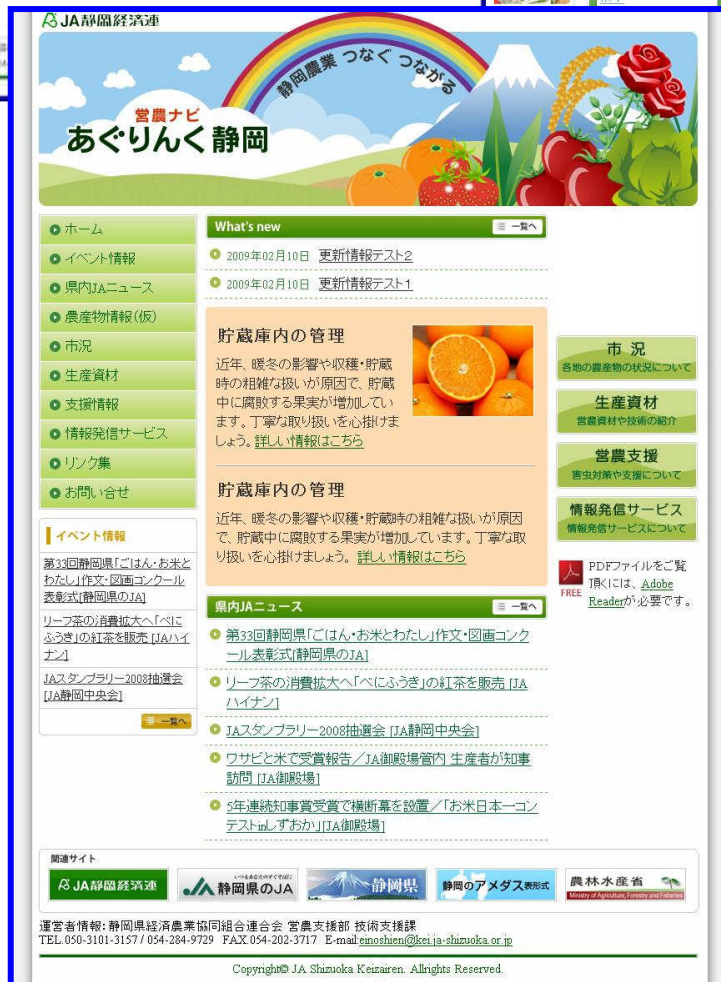 JA静岡経済連
静岡農業 つなぐ つながる
営農ナビ
あぐりんく静岡
ホーム
イベント情報
県内JAニュース
農産物情報(仮)
市況
生産資材
支援情報
情報発信サービス
リンク集
お問い合せ
イベント情報
第33回静岡県「ごはん・お米と
わたし」作文・図画コンクール
表彰式[静岡県のJA]
リーフ茶の消費拡大へ「べに
ふうき」の紅茶を販売 [JAハイ
ナン]
JAスタンプラリー2008抽選会
[JA静岡中央会]
一覧へ
What's new
一覧へ
2009年02月10日 更新情報テスト2
2009年02月10日 更新情報テスト1
貯蔵庫内の管理
近年、暖冬の影響や収穫・貯蔵
時の粗雑な扱いが原因で、貯蔵
中に腐敗する果実が増加してい
ます。丁寧な取り扱いを心掛けま
しょう。詳しい情報はこちら
貯蔵庫内の管理
近年、暖冬の影響や収穫・貯蔵時の粗雑な扱いが原因
で、貯蔵中に腐敗する果実が増加しています。丁寧な取
り扱いを心掛けましょう。詳しい情報はこちら
県内JAニュース
一覧へ
第33回静岡県「ごはん・お米とわたし」作文・図画コンク
ール表彰式[静岡県のJA]
リーフ茶の消費拡大へ「べにふうき」の紅茶を販売 [JA
ハイナン]
JAスタンプラリー2008抽選会 [JA静岡中央会]
ワサビと米で受賞報告／JA御殿場管内 生産者が知事
訪問 [JA御殿場]
5年連続知事賞受賞で横断幕を設置／「お米日本一コン
テストinしずおか」[JA御殿場]
市 況
各地の農産物の状況について
生産資材
営農資材や技術の紹介
営農支援
害虫対策や支援について
情報発信サービス
情報発信サービスについて
FREE
PDFファイルをご覧
頂くには、Adobe
Readerが必要です。
関連サイト
JA静岡経済連
いつもあなたのすぐそばに
静岡県のJA
静岡県
静岡のアメダス表形式
農林水産省
Ministry of Agriculture, Forestry and Fisheries
運営者情報：静岡県経済農業協同組合連合会 営農支援部 技術支援課
TEL.050-3101-3157 / 054-284-9729 FAX.054-202-3717 E-mail:einoshien@kei.ja-shizuoka.or.jp
Copyright© JA Shizuoka Keizairen. Allrights Reserved.